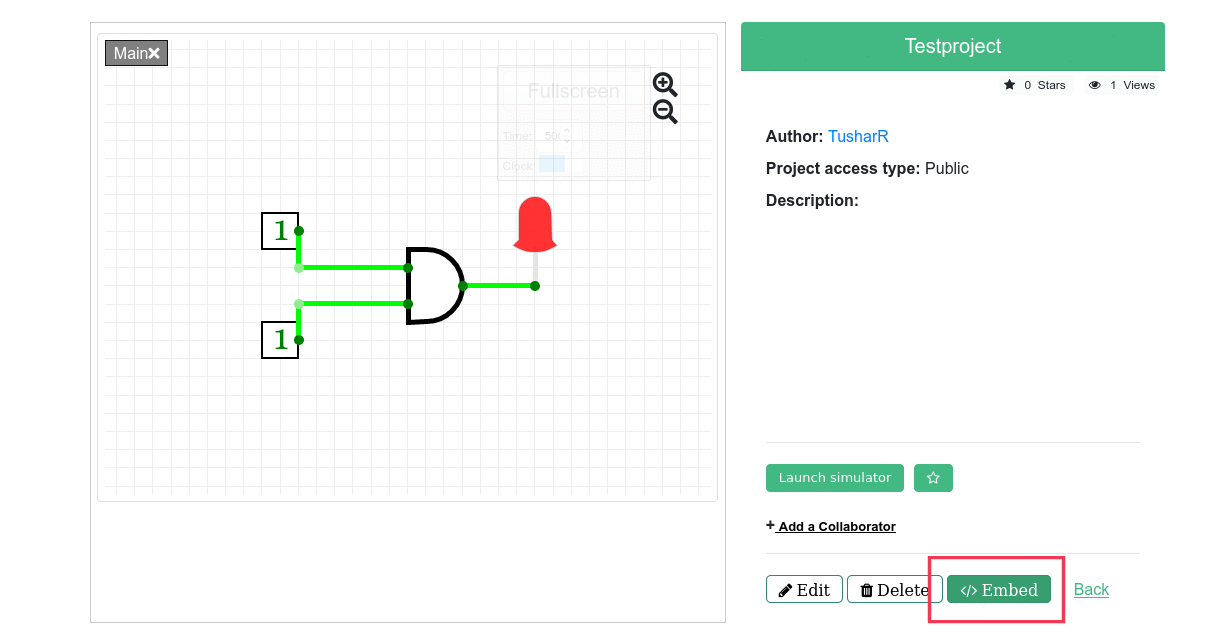 Main
Fullscreen
Time: 50
Clock:
1
1
Testproject
0 Stars 1 Views
Author: TusharR
Project access type: Public
Description:
Launch simulator
+ Add a Collaborator
Edit Delete </> Embed Back